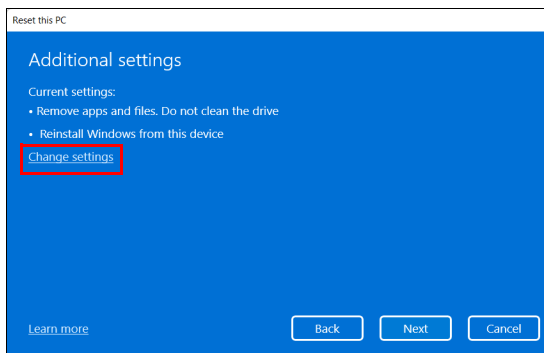 Reset this PC
Additional settings
Current settings:
▪ Remove apps and files. Do not clean the drive
▪ Reinstall Windows from this device
Change settings
Learn more
Back
Next
Cancel